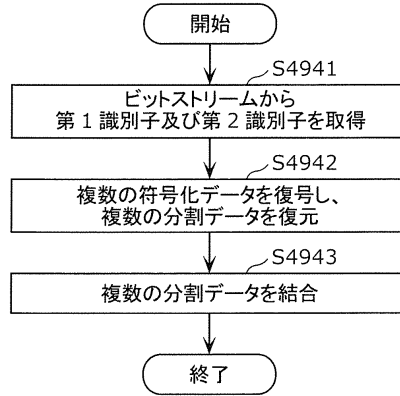 開始
S4941
ビットストリームから
第1識別子及び第2識別子を取得
S4942
複数の符号化データを復号し、
複数の分割データを復元
S4943
複数の分割データを結合
終了